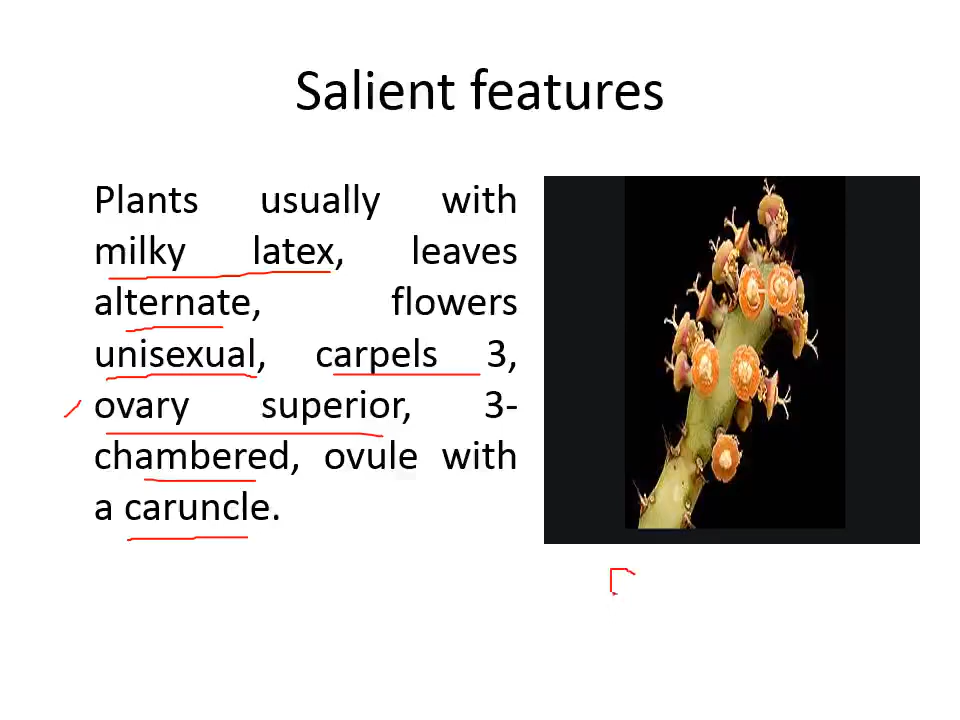 Salient features
Plants usually with
milky latex, leaves
alternate, flowers
unisexual, carpels 3,
ovary superior, 3-
chambered, ovule with
a caruncle.